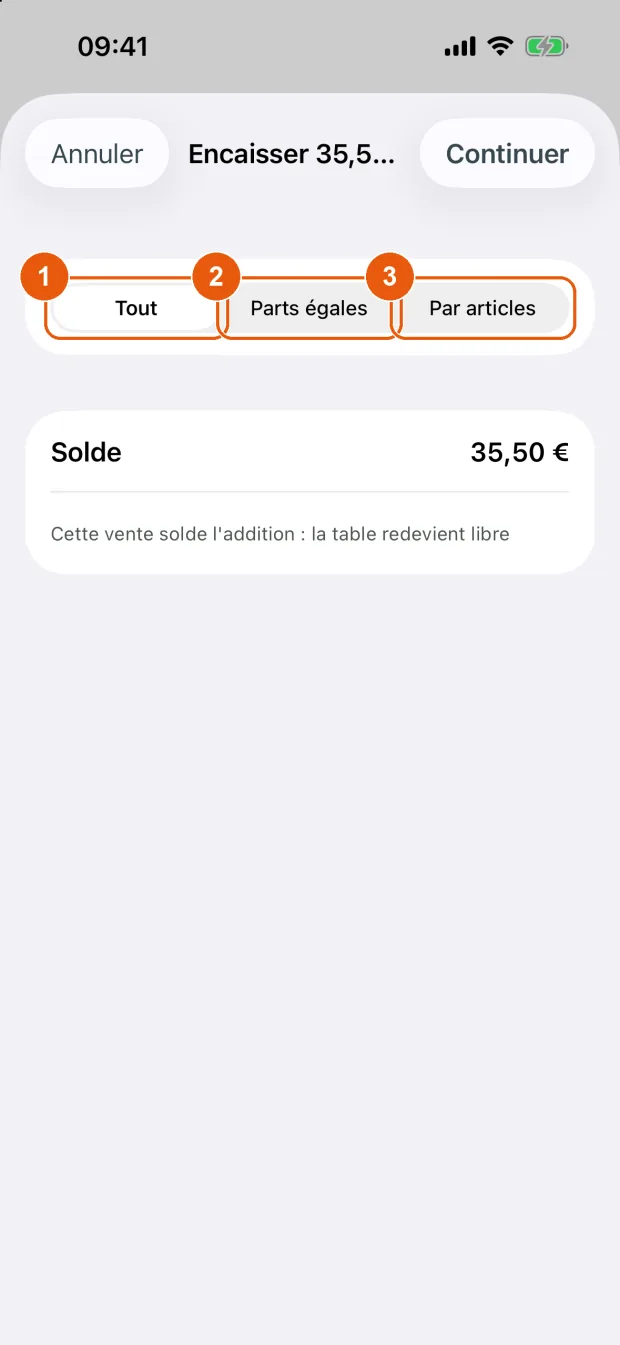 09:41
Annuler
Encaisser 35,5...
Continuer
1
2
3
Tout
Parts égales
Par articles
Solde
35,50 €
Cette vente solde l'addition : la table redevient libre